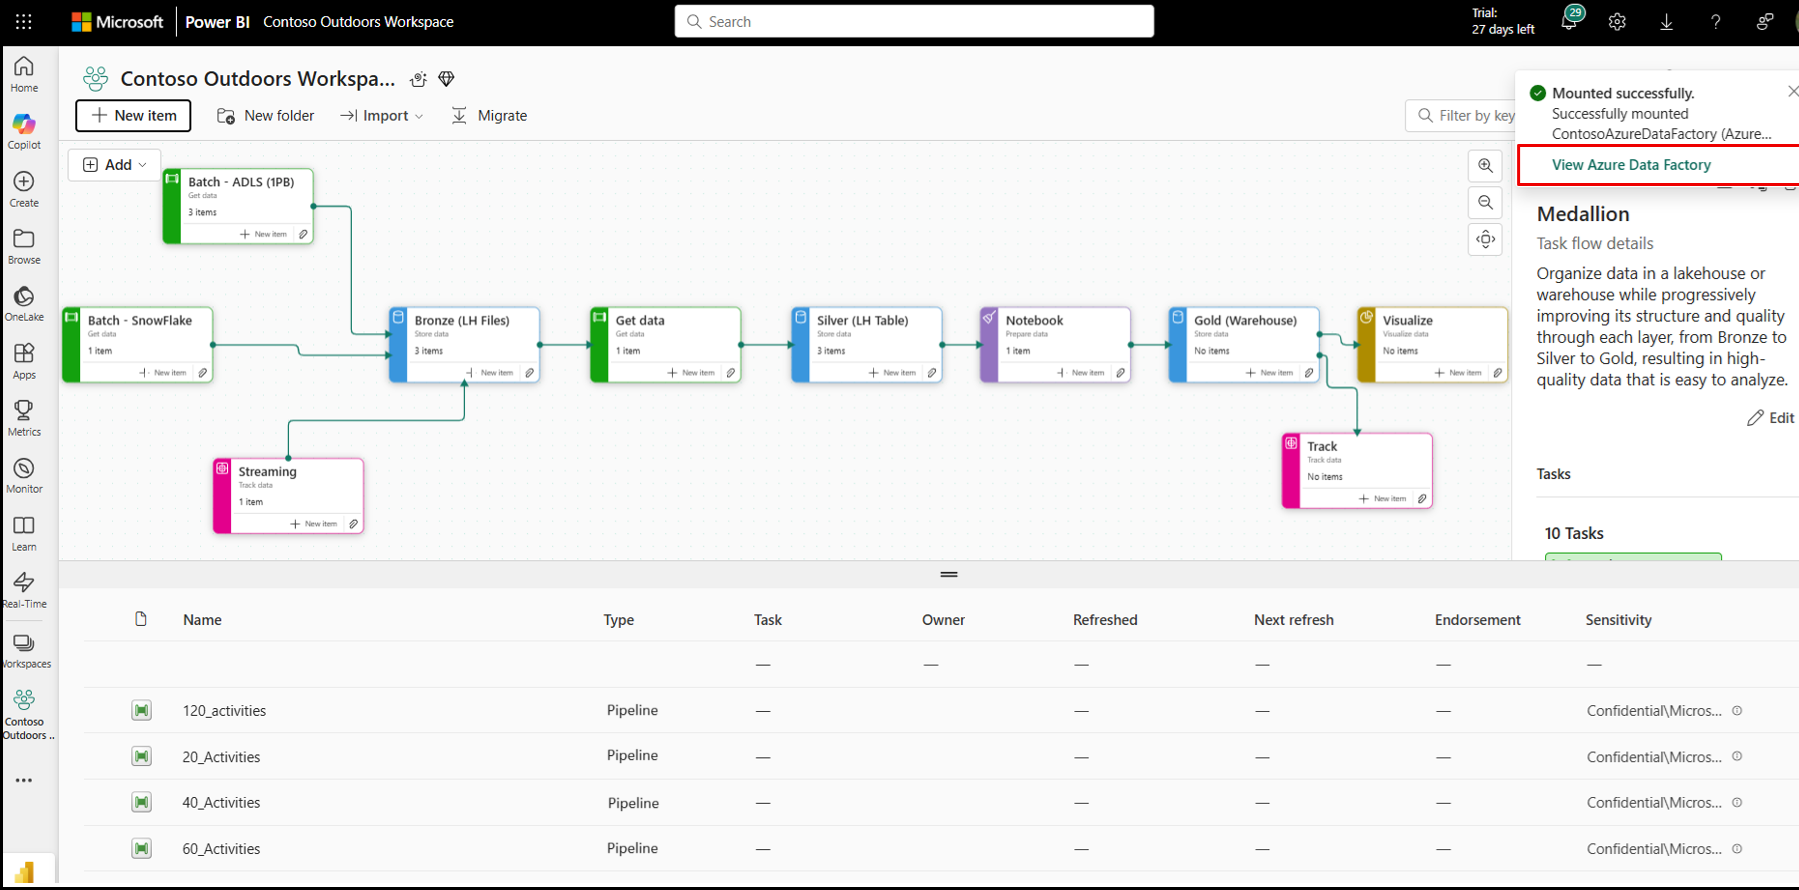 Microsoft Power BI Contoso Outdoors Workspace
Search
Trial:
27 days left
29
Home
Copilot
Create
Browse
OneLake
Apps
Metrics
Monitor
Learn
Real-Time
Workspaces
Contoso
Outdoors ..
Contoso Outdoors Workspa...
New item New folder Import Migrate
Filter by key
Mounted successfully.
Successfully mounted
ContosoAzureDataFactory (Azure...
View Azure Data Factory
Add
Batch - ADLS (1PB)
Get data
3 items
New item
Batch - SnowFlake
Get data
1 item
New item
Bronze (LH Files)
Store data
3 items
New item
Get data
Get data
1 item
New item
Silver (LH Table)
Store data
3 items
New item
Notebook
Prepare data
1 item
New item
Gold (Warehouse)
Store data
No items
New item
Visualize
Visualize data
No items
New item
Streaming
Track data
1 item
New item
Track
Track data
No items
New item
Medallion
Task flow details
Organize data in a lakehouse or
warehouse while progressively
improving its structure and quality
through each layer, from Bronze to
Silver to Gold, resulting in high-
quality data that is easy to analyze.
Edit
Tasks
10 Tasks
Name Type Task Owner Refreshed Next refresh Endorsement Sensitivity
— — — — — —
120_activities Pipeline — — — — Confidential\Micros...
20_Activities Pipeline — — — — Confidential\Micros...
40_Activities Pipeline — — — — Confidential\Micros...
60_Activities Pipeline — — — — Confidential\Micros...